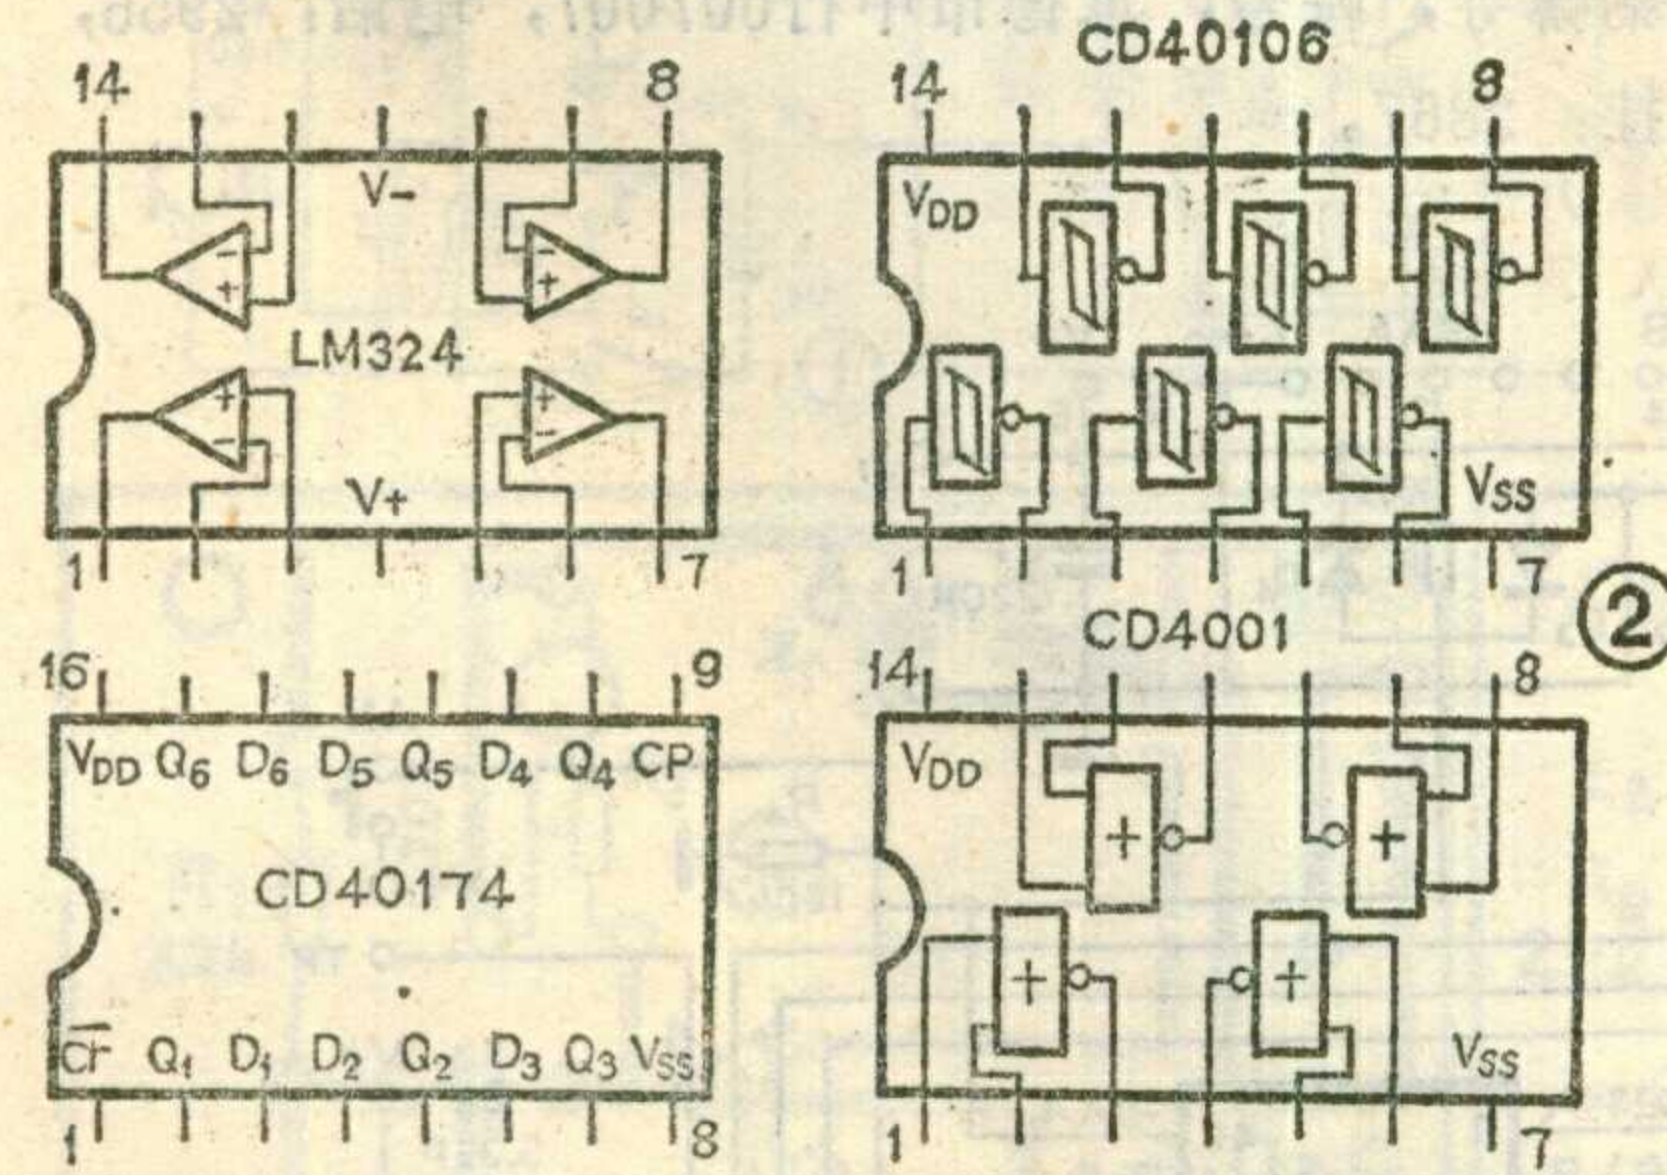 CD40106
14 8
V-
- + - +
LM324
+ - + -
V+
1 7
14 8
VDD
VSS
1 7
②
16 9
VDD Q6 D6 D5 Q5 D4 Q4 CP
CD40174
C̅r̅ Q1 D1 D2 Q2 D3 Q3 VSS
1 8
CD4001
14 8
VDD
+ +
+ +
VSS
1 7